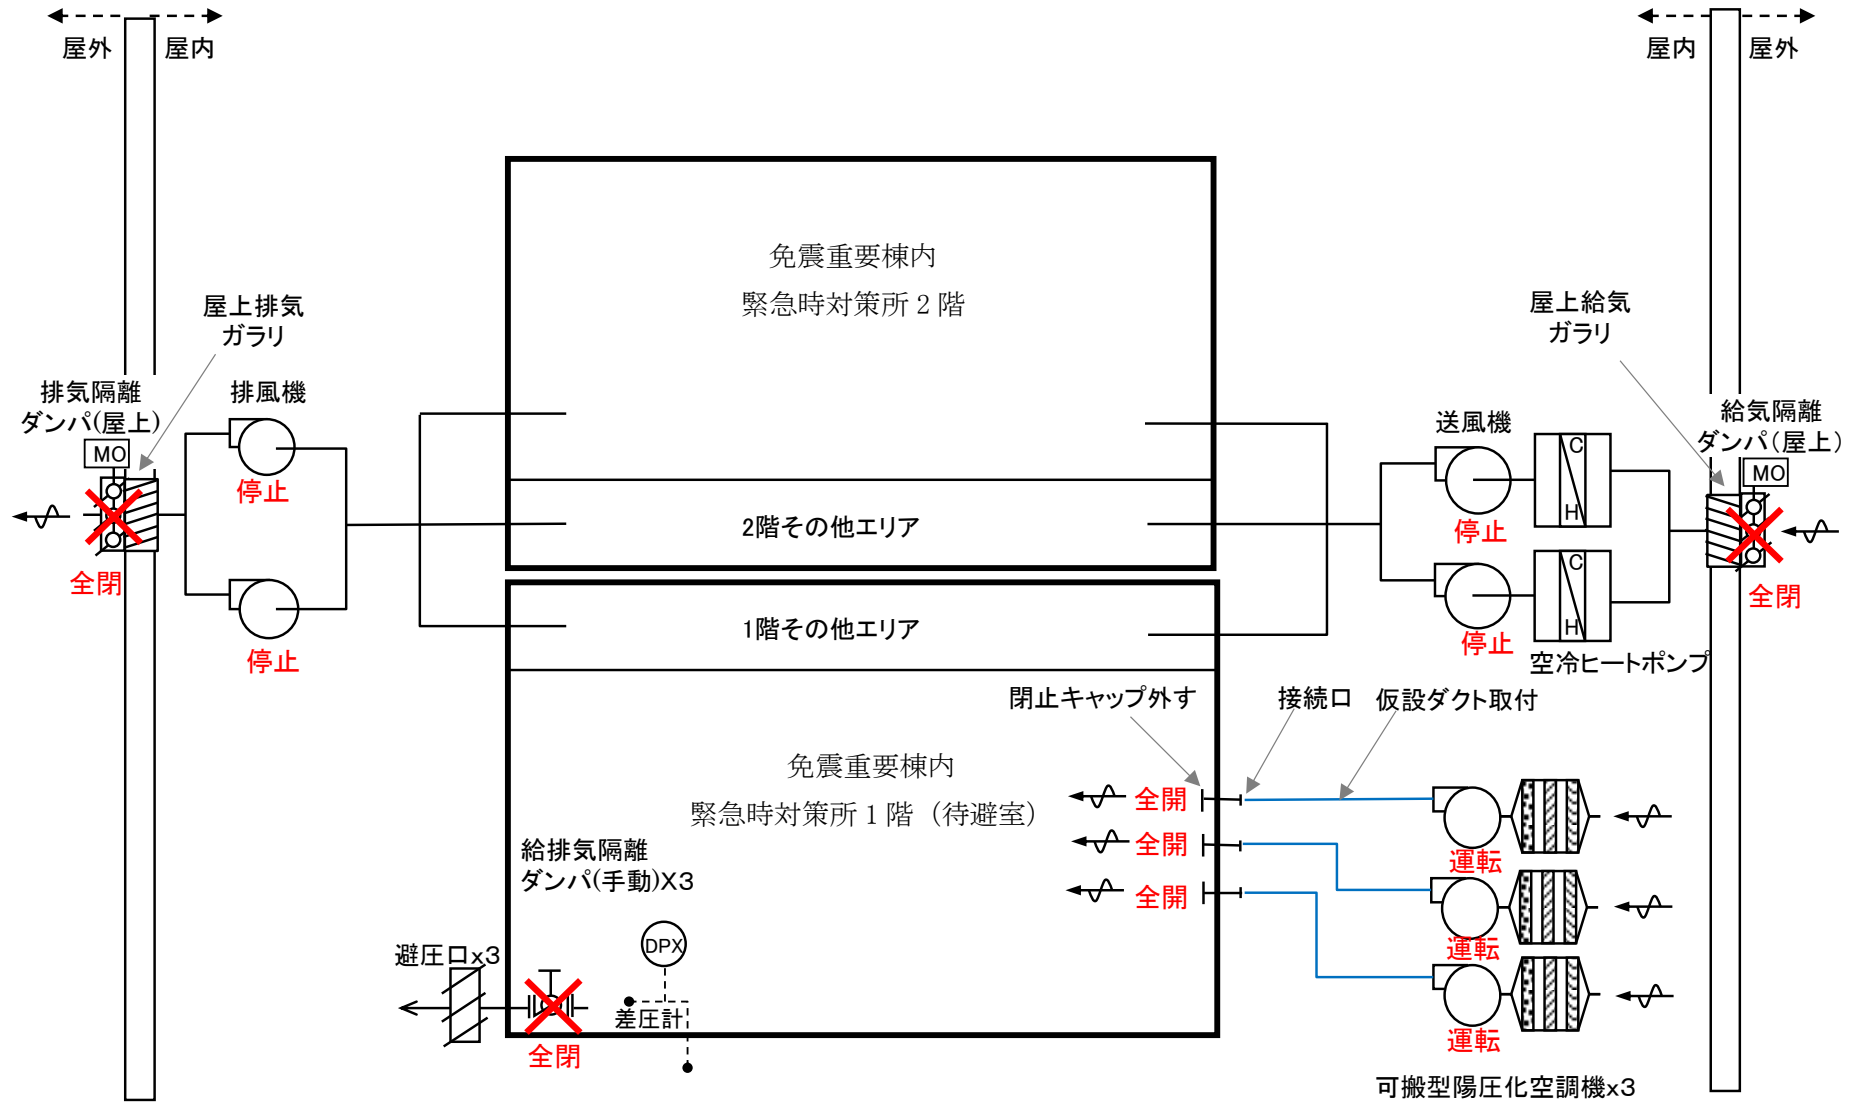 屋外
屋内
屋内
屋外
免震重要棟内
緊急時対策所2階
屋上排気
ガラリ
屋上給気
ガラリ
排気隔離
ダンパ(屋上)
MO
排風機
停止
全閉
停止
送風機
停止
C
H
給気隔離
ダンパ(屋上)
MO
全閉
停止
C
H
空冷ヒートポンプ
2階その他エリア
1階その他エリア
閉止キャップ外す
接続口
仮設ダクト取付
免震重要棟内
緊急時対策所1階（待避室）
全開
全開
全開
運転
運転
運転
給排気隔離
ダンパ(手動)X3
避圧口x3
DPX
差圧計
全閉
可搬型陽圧化空調機x3